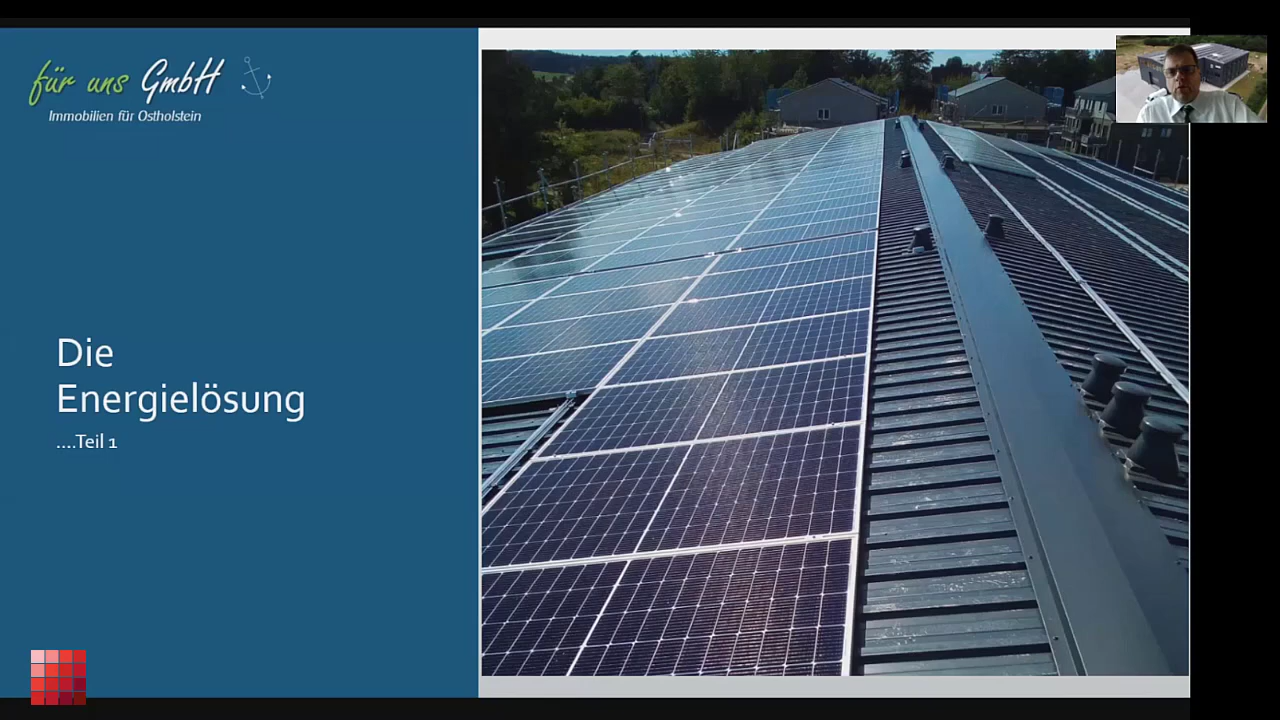 für uns GmbH
Immobilien für Ostholstein
Die
Energielösung
....Teil 1